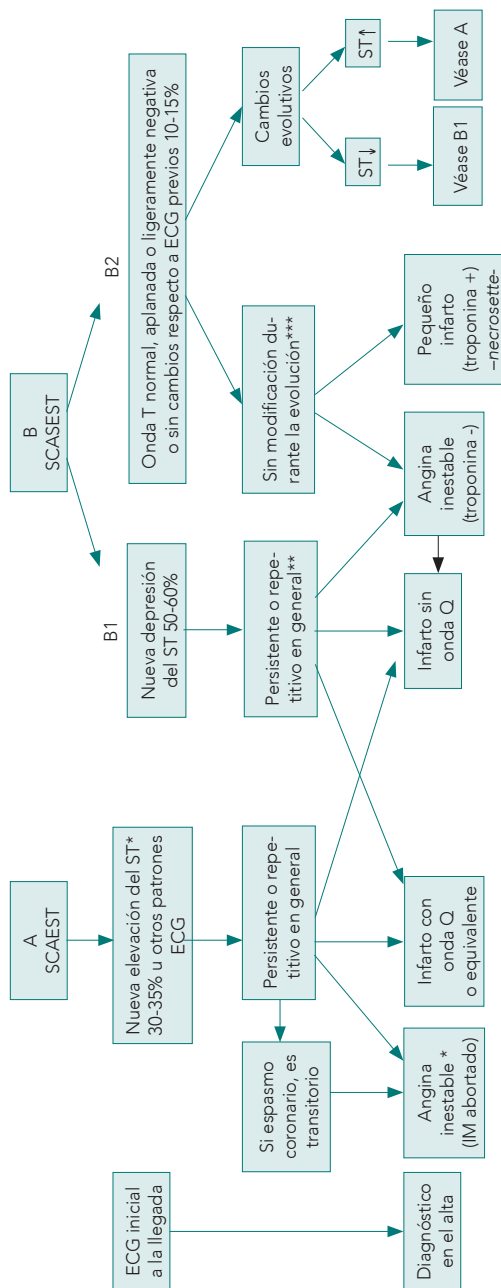 ECG inicial
a la llegada
Diagnóstico
en el alta
A
SCAEST
Nueva elevación del ST*
30-35% u otros patrones
ECG
Persistente o repe-
titivo en general
Si espasmo
coronario, es
transitorio
Angina
inestable *
(IM abortado)
Infarto con
onda Q
o equivalente
B
SCASEST
B1
Nueva depresión
del ST 50-60%
Persistente o repe-
titivo en general**
Infarto sin
onda Q
Angina
inestable
(troponina -)
B2
Onda T normal, aplanada o ligeramente negativa
o sin cambios respecto a ECG previos 10-15%
Sin modificación du-
rante la evolución***
Pequeño
infarto
(troponina +)
–necrosette-
Cambios
evolutivos
ST↓
ST↑
Véase B1
Véase A